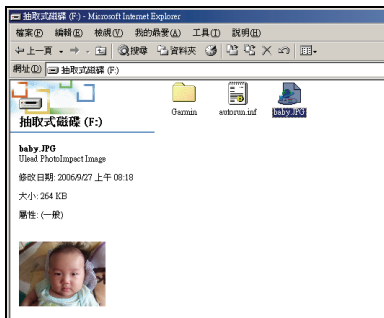 抽取式磁碟 (F:) - Microsoft Internet Explorer
檔案(F) 編輯(E) 檢視(V) 我的最愛(A) 工具(T) 說明(H)
上一頁 搜尋 資料夾
網址(D) 抽取式磁碟 (F:)
Garmin autorun.inf baby.JPG
抽取式磁碟 (F:)
baby.JPG
Ulead PhotoImpact Image
修改日期: 2006/9/27 上午 08:18
大小: 264 KB
屬性: (一般)